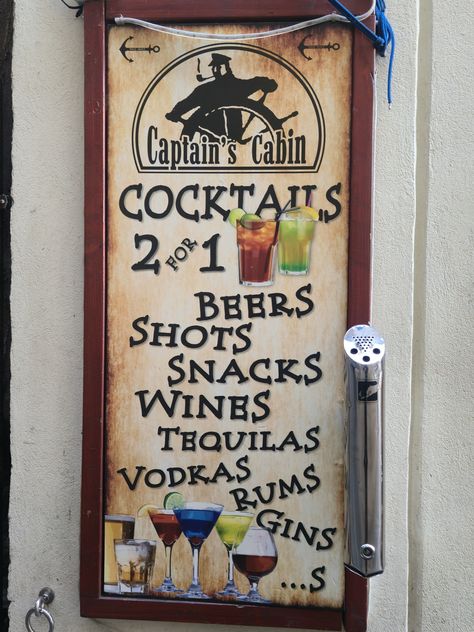 Captain's Cabin
COCKTAILS
2 FOR 1
BEERS
SHOTS
SNACKS
WINES
TEQUILAS
VODKAS
RUMS
GINS
...S